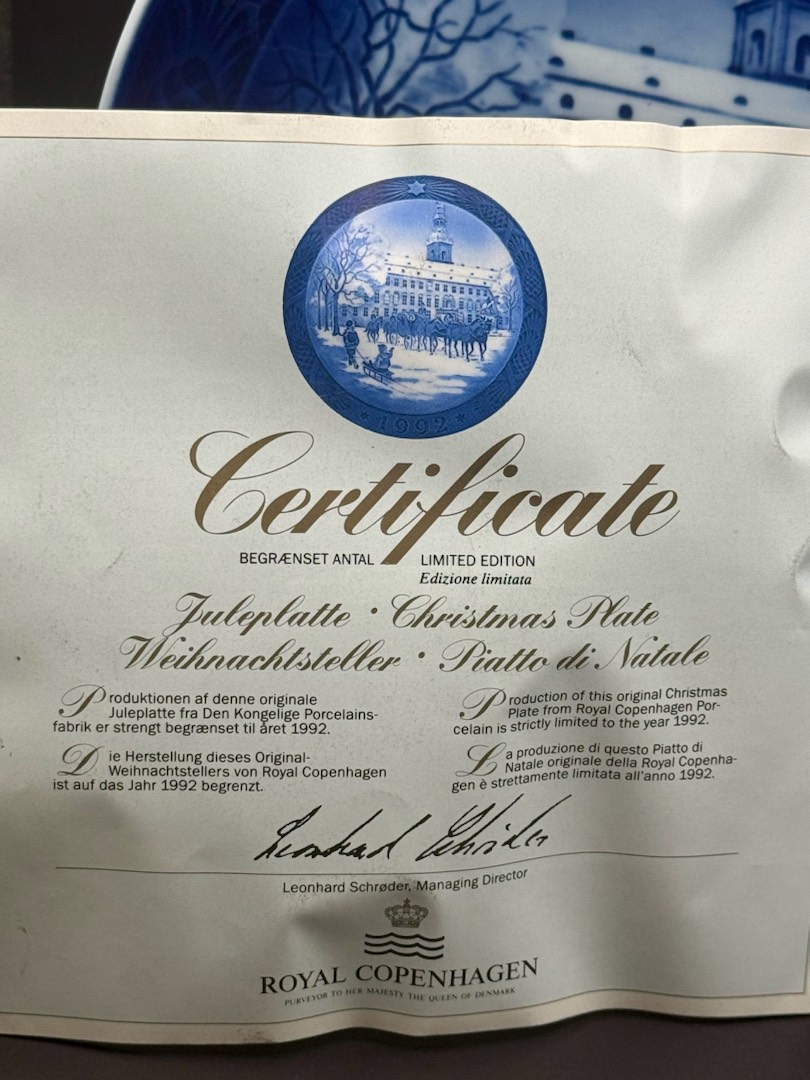 1992
Certificate
BEGRÆNSET ANTAL
LIMITED EDITION
Edizione limitata
Juleplatte · Christmas Plate
Weihnachtsteller · Piatto di Natale
Produktionen af denne originale
Juleplatte fra Den Kongelige Porcelains-
fabrik er strengt begrænset til året 1992.
Production of this original Christmas
Plate from Royal Copenhagen Por-
celain is strictly limited to the year 1992.
Die Herstellung dieses Original-
Weihnachtstellers von Royal Copenhagen
ist auf das Jahr 1992 begrenzt.
La produzione di questo Piatto di
Natale originale della Royal Copenha-
gen è strettamente limitata all'anno 1992.
Leonhard Schrøder
Leonhard Schrøder, Managing Director
ROYAL COPENHAGEN
PURVEYOR TO HER MAJESTY THE QUEEN OF DENMARK